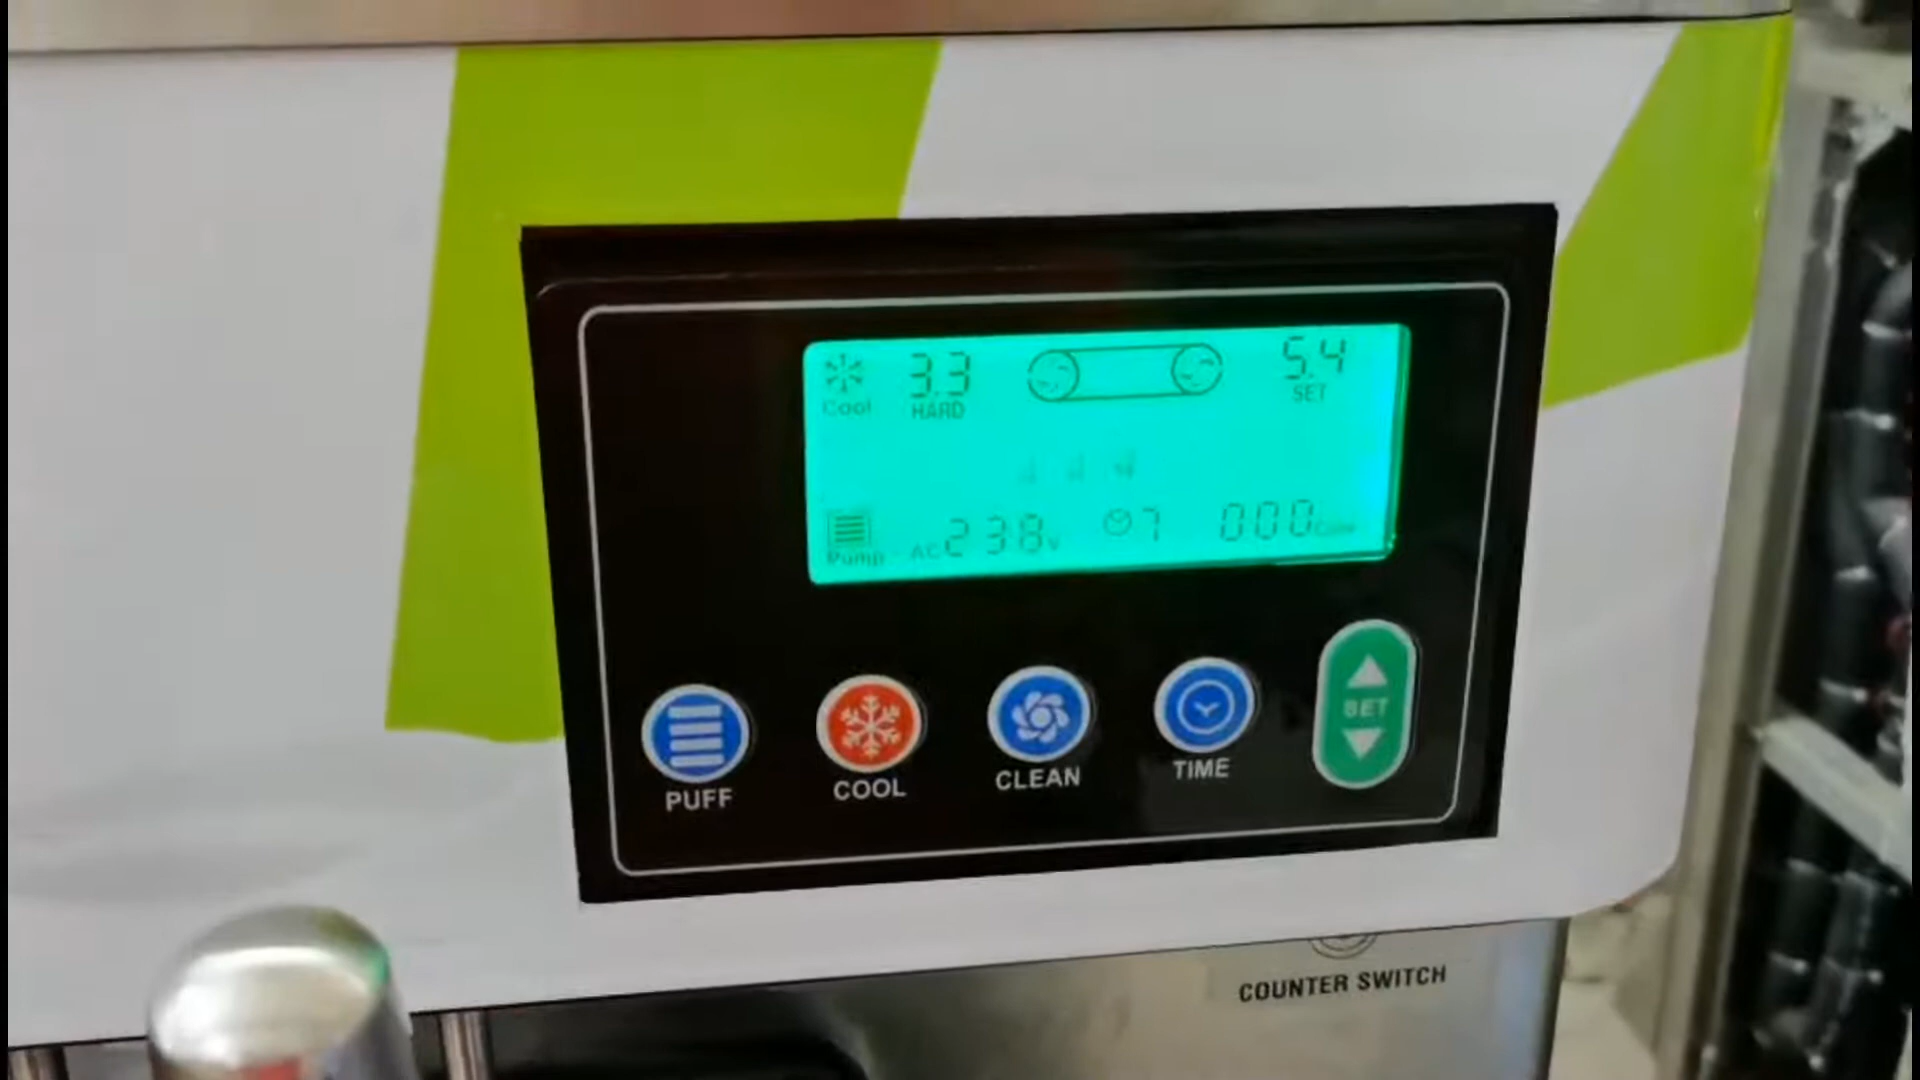 3.3 5.4
Cool HARD SET
Pump AC 238V 7 000
PUFF COOL CLEAN TIME SET
COUNTER SWITCH